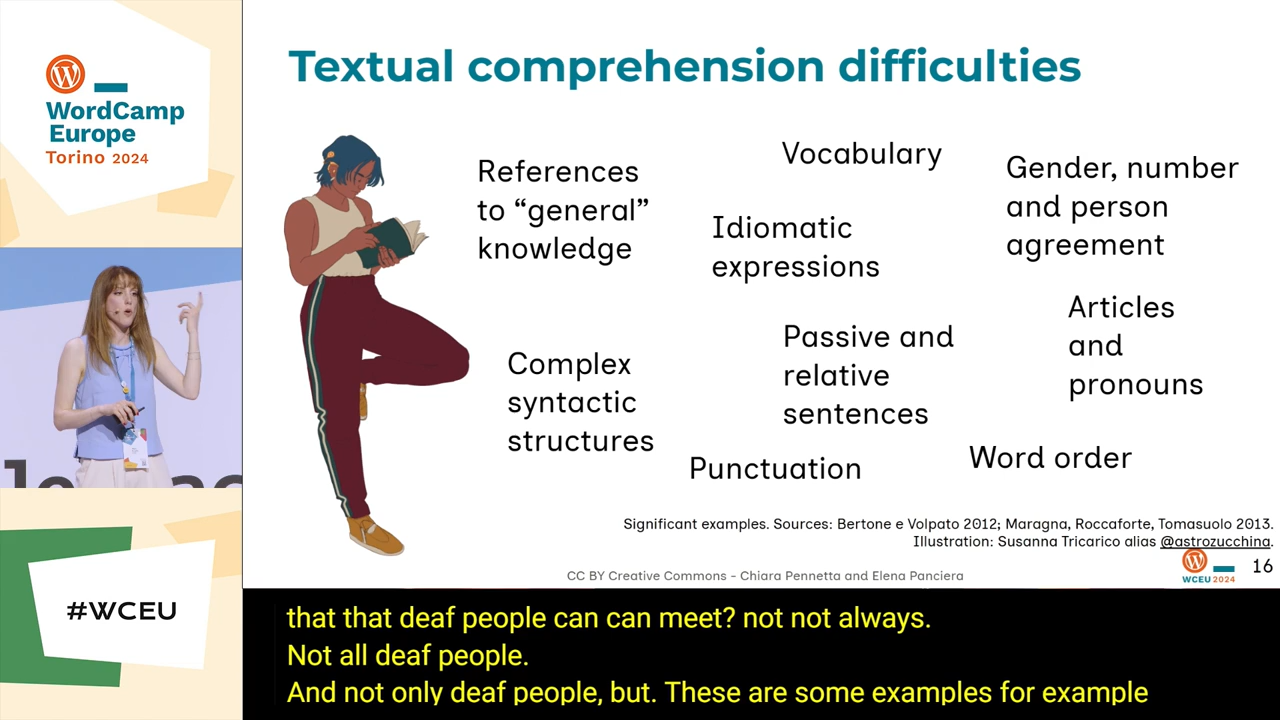 WordCamp
Europe
Torino 2024
#WCEU
Textual comprehension difficulties
References
to “general”
knowledge
Vocabulary
Idiomatic
expressions
Gender, number
and person
agreement
Complex
syntactic
structures
Passive and
relative
sentences
Articles
and
pronouns
Punctuation
Word order
Significant examples. Sources: Bertone e Volpato 2012; Maragna, Roccaforte, Tomasuolo 2013.
Illustration: Susanna Tricarico alias @astrozucchina.
CC BY Creative Commons - Chiara Pennetta and Elena Panciera
WCEU 2024
16
that that deaf people can can meet? not not always.
Not all deaf people.
And not only deaf people, but. These are some examples for example